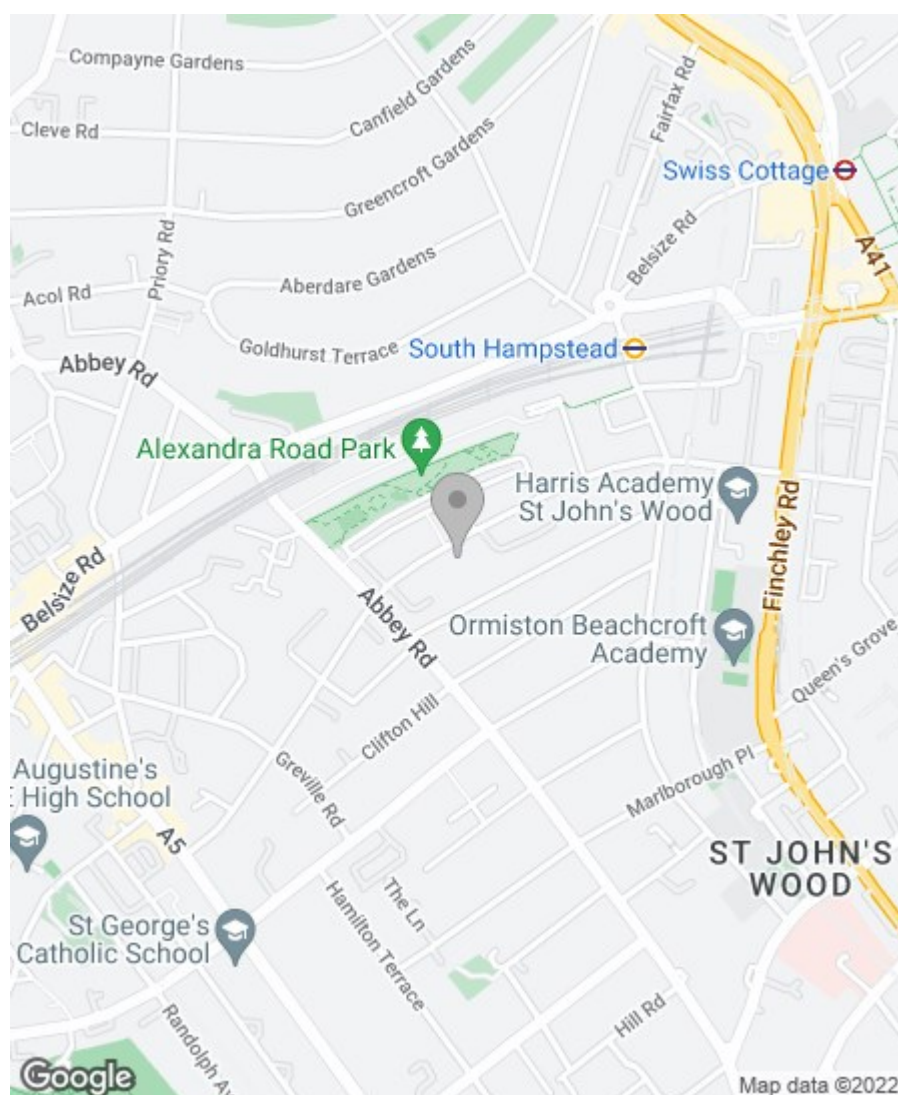 Compayne Gardens
Canfield Gardens
Fairfax Rd
Cleve Rd
Greencroft Gardens
Swiss Cottage
Priory Rd
Belsize Rd
A41
Aberdare Gardens
Acol Rd
Goldhurst Terrace
South Hampstead
Abbey Rd
Alexandra Road Park
Harris Academy
St John's Wood
Finchley Rd
Belsize Rd
Abbey Rd
Ormiston Beachcroft
Academy
Queen's Grove
Clifton Hill
Greville Rd
Marlborough Pl
Augustine's
E High School
A5
ST JOHN'S
WOOD
The Ln
Hamilton Terrace
St George's
Catholic School
Hill Rd
Randolph Av
Google
Map data ©2022